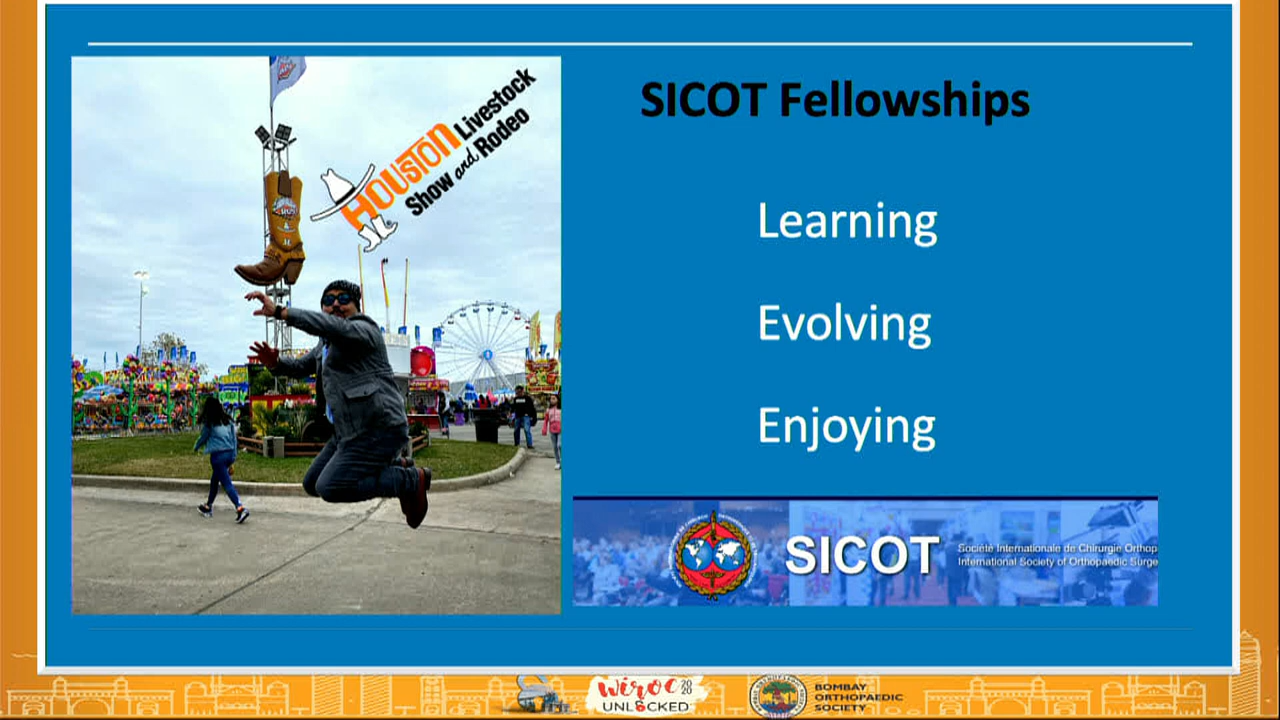 HOUSTON Livestock
Show and Rodeo
SICOT Fellowships
Learning
Evolving
Enjoying
SICOT
Société Internationale de Chirurgie Orthop
International Society of Orthopaedic Surge
WIROC 2020
UNLOCKED
BOMBAY
ORTHOPAEDIC
SOCIETY